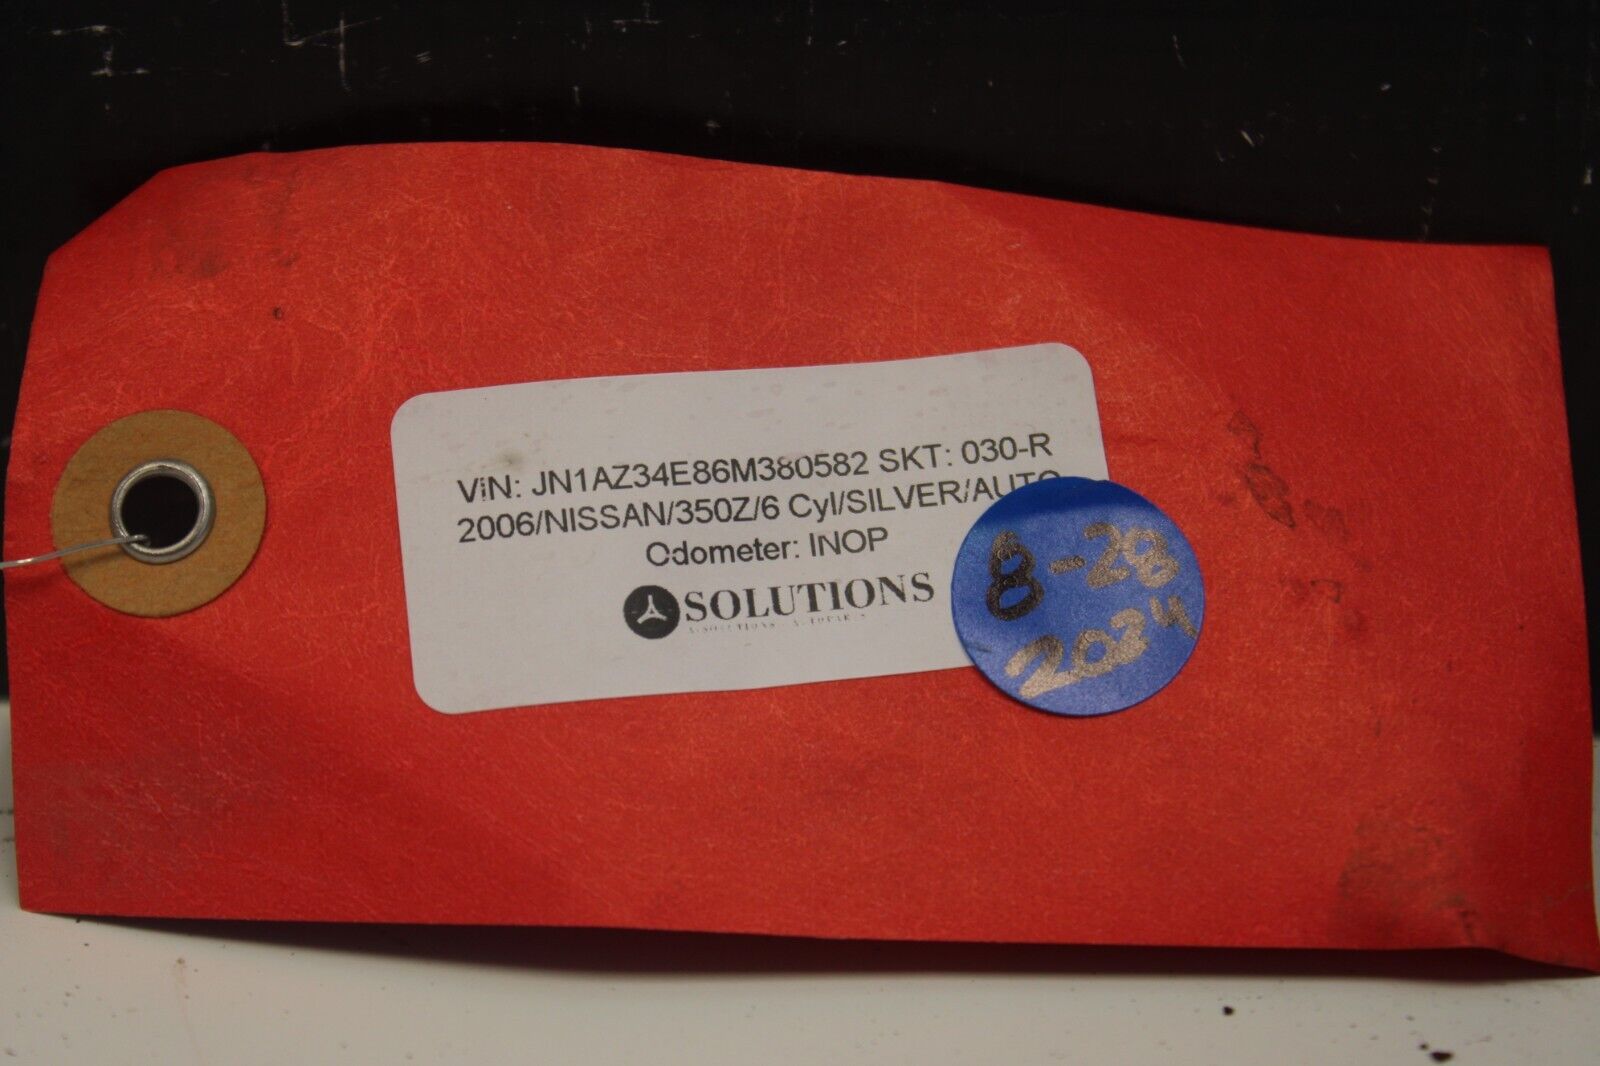 VIN: JN1AZ34E86M380582 SKT: 030-R
2006/NISSAN/350Z/6 Cyl/SILVER/AUTO
Odometer: INOP
SOLUTIONS
8-28
2024